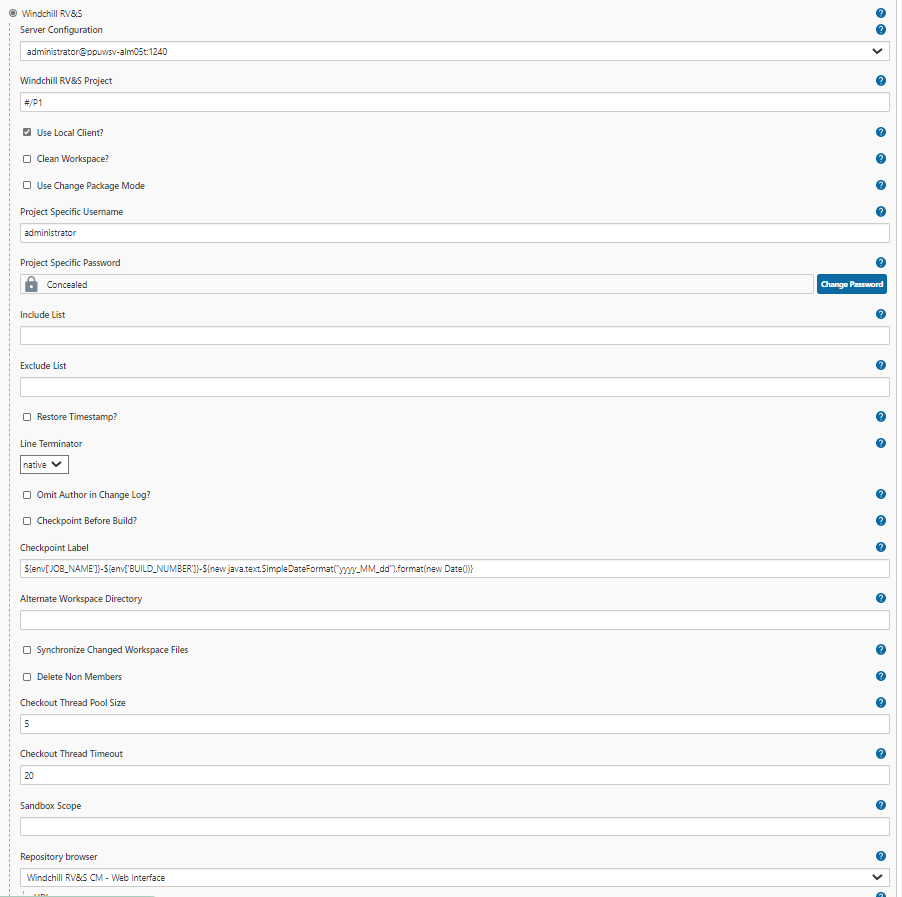 Windchill RV&S
Server Configuration
administrator@ppuwsv-alm05t:1240
Windchill RV&S Project
#/P1
Use Local Client?
Clean Workspace?
Use Change Package Mode
Project Specific Username
administrator
Project Specific Password
Concealed
Change Password
Include List
Exclude List
Restore Timestamp?
Line Terminator
native
Omit Author in Change Log?
Checkpoint Before Build?
Checkpoint Label
${env['JOB_NAME']}-${env['BUILD_NUMBER']}-${new java.text.SimpleDateFormat("yyyy_MM_dd").format(new Date())}
Alternate Workspace Directory
Synchronize Changed Workspace Files
Delete Non Members
Checkout Thread Pool Size
5
Checkout Thread Timeout
20
Sandbox Scope
Repository browser
Windchill RV&S CM - Web Interface